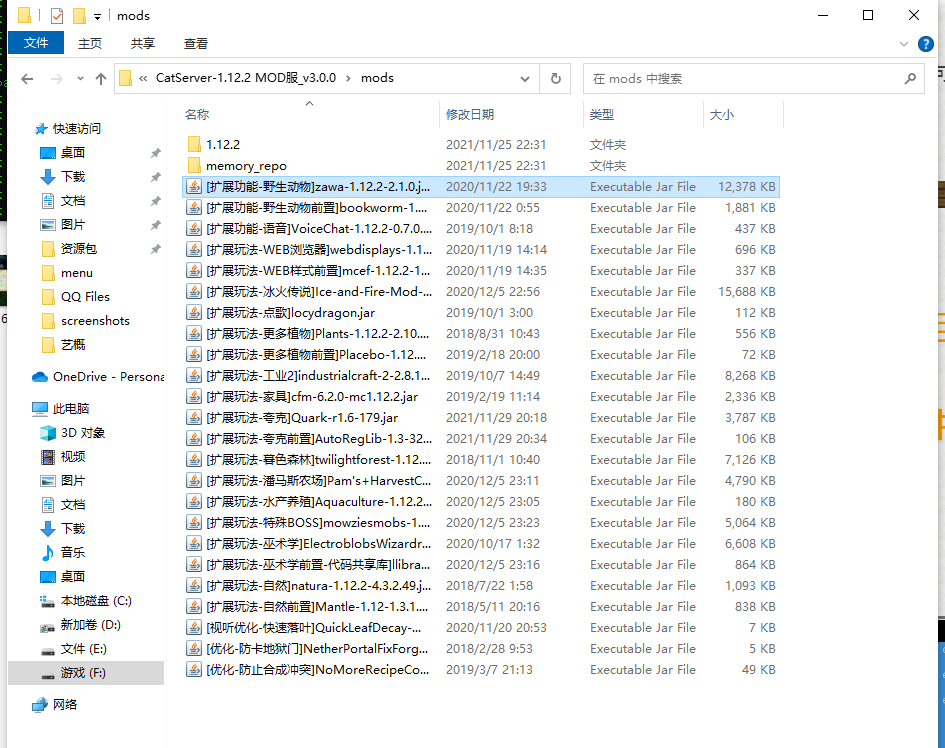 mods
文件 主页 共享 查看
« CatServer-1.12.2 MOD服_v3.0.0 › mods
在 mods 中搜索
名称 修改日期 类型 大小
快速访问
桌面
下载
文档
图片
资源包
menu
QQ Files
screenshots
艺概
OneDrive - Persona
此电脑
3D 对象
视频
图片
文档
下载
音乐
桌面
本地磁盘 (C:)
新加卷 (D:)
文件 (E:)
游戏 (F:)
网络
1.12.2 2021/11/25 22:31 文件夹
memory_repo 2021/11/25 22:31 文件夹
[扩展功能-野生动物]zawa-1.12.2-2.1.0.j... 2020/11/22 19:33 Executable Jar File 12,378 KB
[扩展功能-野生动物前置]bookworm-1.... 2020/11/22 0:55 Executable Jar File 1,881 KB
[扩展功能-语音]VoiceChat-1.12.2-0.7.0.... 2019/10/1 8:18 Executable Jar File 437 KB
[扩展玩法-WEB浏览器]webdisplays-1.1... 2020/11/19 14:14 Executable Jar File 696 KB
[扩展玩法-WEB样式前置]mcef-1.12.2-1... 2020/11/19 14:35 Executable Jar File 337 KB
[扩展玩法-冰火传说]Ice-and-Fire-Mod-... 2020/12/5 22:56 Executable Jar File 15,688 KB
[扩展玩法-点歌]locydragon.jar 2019/10/1 3:00 Executable Jar File 112 KB
[扩展玩法-更多植物]Plants-1.12.2-2.10.... 2018/8/31 10:43 Executable Jar File 556 KB
[扩展玩法-更多植物前置]Placebo-1.12.... 2019/2/18 20:00 Executable Jar File 72 KB
[扩展玩法-工业2]industrialcraft-2-2.8.1... 2019/10/7 14:49 Executable Jar File 8,268 KB
[扩展玩法-家具]cfm-6.2.0-mc1.12.2.jar 2019/2/19 11:14 Executable Jar File 2,336 KB
[扩展玩法-夸克]Quark-r1.6-179.jar 2021/11/29 20:18 Executable Jar File 3,787 KB
[扩展玩法-夸克前置]AutoRegLib-1.3-32... 2021/11/29 20:34 Executable Jar File 106 KB
[扩展玩法-暮色森林]twilightforest-1.12.... 2018/11/1 0:40 Executable Jar File 7,126 KB
[扩展玩法-潘马斯农场]Pam's+HarvestC... 2020/12/5 23:11 Executable Jar File 4,790 KB
[扩展玩法-水产养殖]Aquaculture-1.12.2... 2020/12/5 23:05 Executable Jar File 180 KB
[扩展玩法-特殊BOSS]mowziesmobs-1.... 2020/12/5 23:23 Executable Jar File 5,064 KB
[扩展玩法-巫术学]ElectroblobsWizardr... 2020/10/17 1:32 Executable Jar File 6,608 KB
[扩展玩法-巫术学前置-代码共享库]llibra... 2020/12/5 23:16 Executable Jar File 864 KB
[扩展玩法-自然]natura-1.12.2-4.3.2.49.j... 2018/7/22 1:58 Executable Jar File 1,093 KB
[扩展玩法-自然前置]Mantle-1.12-1.3.1.... 2018/5/11 20:16 Executable Jar File 838 KB
[视听优化-快速落叶]QuickLeafDecay-... 2020/11/20 20:53 Executable Jar File 7 KB
[优化-防卡地狱门]NetherPortalFixForg... 2018/2/28 9:53 Executable Jar File 5 KB
[优化-防止合成冲突]NoMoreRecipeCo... 2019/3/7 21:13 Executable Jar File 49 KB